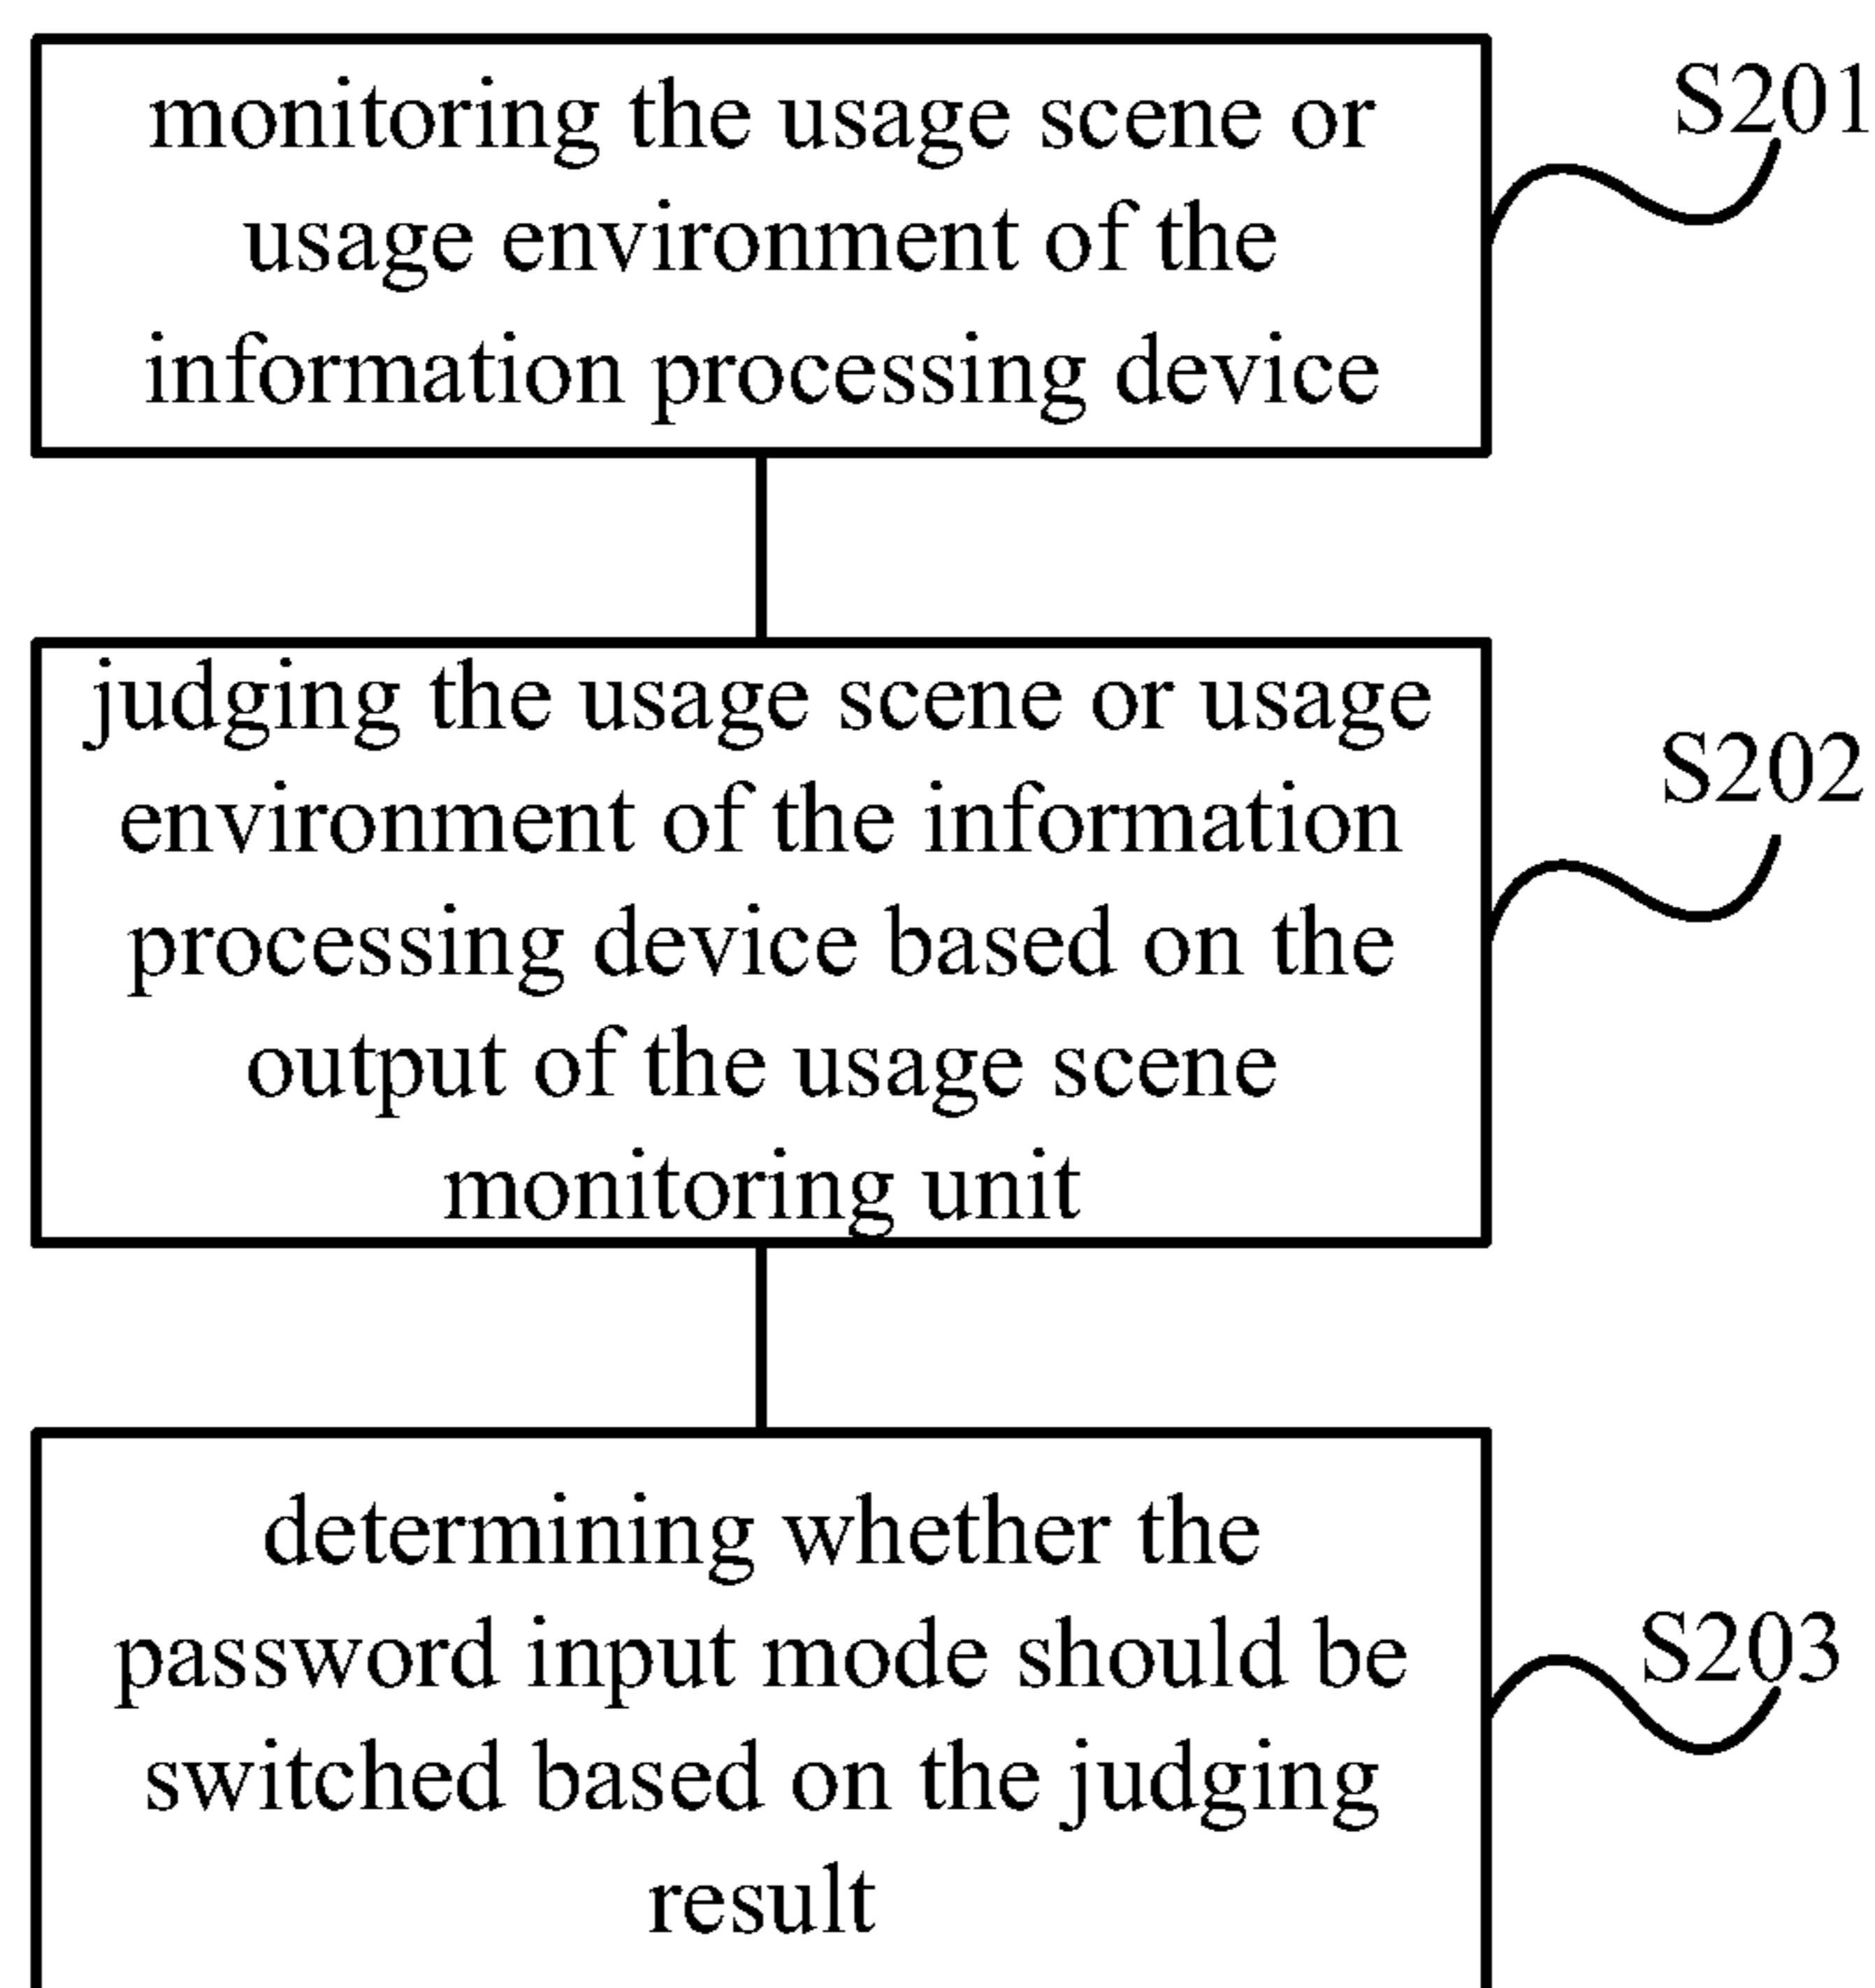 monitoring the usage scene or
usage environment of the
information processing device
S201
judging the usage scene or usage
environment of the information
processing device based on the
output of the usage scene
monitoring unit
S202
determining whether the
password input mode should be
switched based on the judging
result
S203